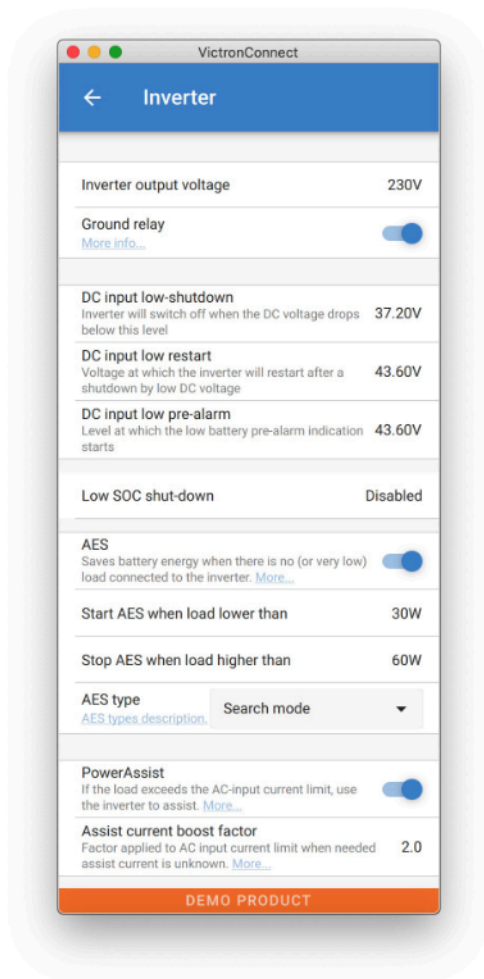 VictronConnect
Inverter
Inverter output voltage 230V
Ground relay
More info...
DC input low-shutdown
Inverter will switch off when the DC voltage drops 37.20V
below this level
DC input low restart
Voltage at which the inverter will restart after a 43.60V
shutdown by low DC voltage
DC input low pre-alarm
Level at which the low battery pre-alarm indication 43.60V
starts
Low SOC shut-down Disabled
AES
Saves battery energy when there is no (or very low)
load connected to the inverter. More...
Start AES when load lower than 30W
Stop AES when load higher than 60W
AES type
AES types description. Search mode
PowerAssist
If the load exceeds the AC-input current limit, use
the inverter to assist. More...
Assist current boost factor
Factor applied to AC input current limit when needed 2.0
assist current is unknown. More...
DEMO PRODUCT